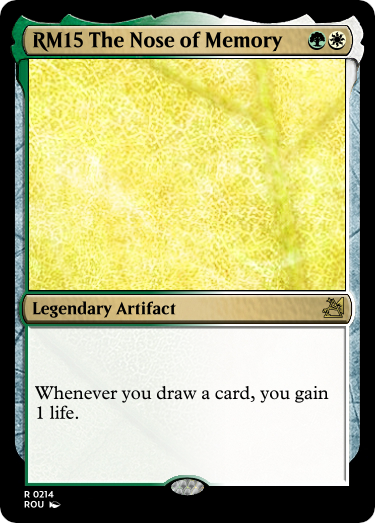 RM15 The Nose of Memory
Legendary Artifact
Whenever you draw a card, you gain
1 life.
R 0214
ROU